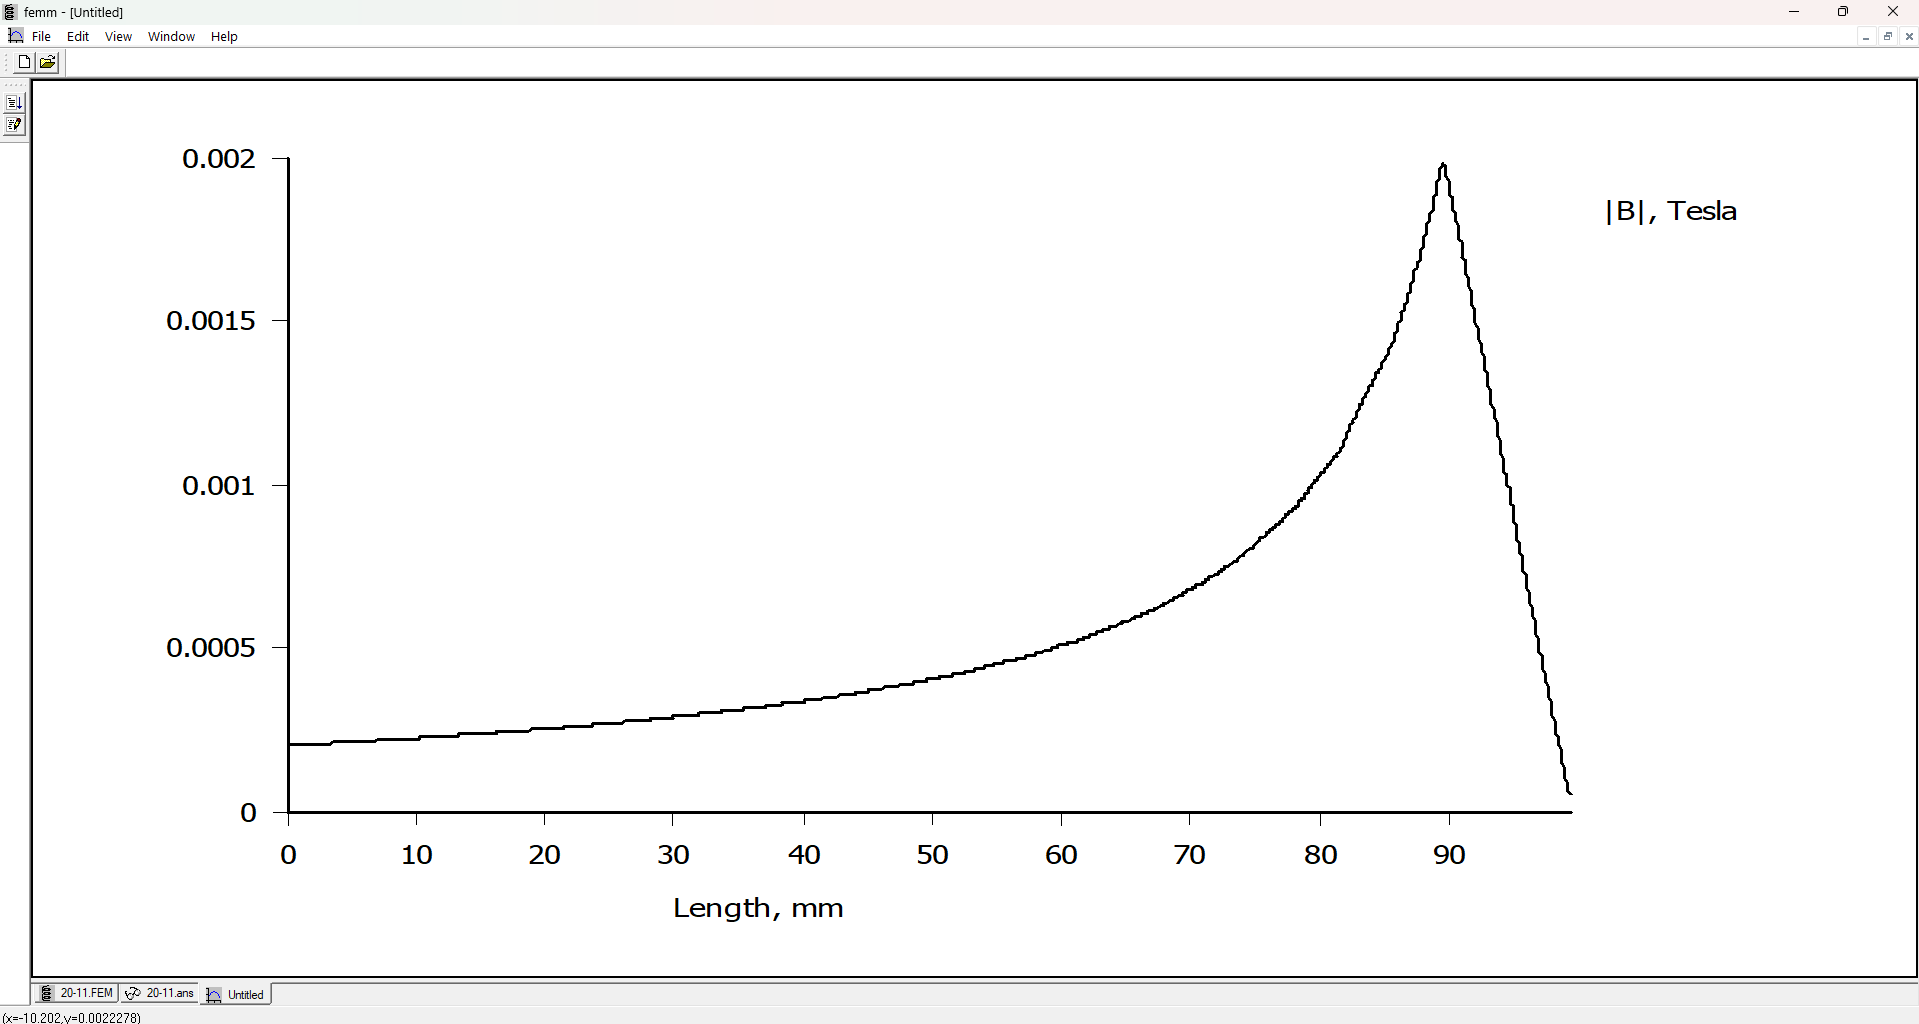 femm - [Untitled]
File Edit View Window Help
0.002
|B|, Tesla
0.0015
0.001
0.0005
0
0 10 20 30 40 50 60 70 80 90
Length, mm
20-11.FEM 20-11.ans Untitled
(x=-10.202,y=0.0022278)